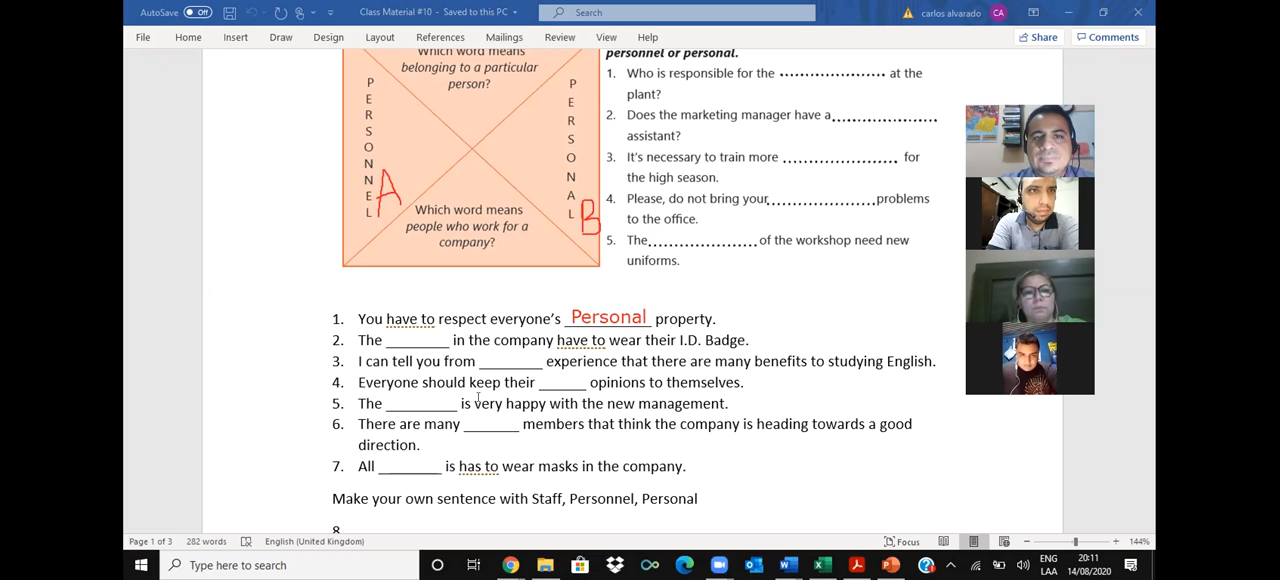 AutoSave Off Class Material #10 - Saved to this PC Search carlos alvarado CA
File Home Insert Draw Design Layout References Mailings Review View Help Share Comments
Which word means
belonging to a particular
person?
PERSONNEL
A
PERSONAL
B
Which word means
people who work for a
company?
personnel or personal.
1. Who is responsible for the ...................... at the
plant?
2. Does the marketing manager have a......................
assistant?
3. It's necessary to train more ........................ for
the high season.
4. Please, do not bring your......................problems
to the office.
5. The......................of the workshop need new
uniforms.
1. You have to respect everyone's Personal property.
2. The ________ in the company have to wear their I.D. Badge.
3. I can tell you from ________ experience that there are many benefits to studying English.
4. Everyone should keep their ______ opinions to themselves.
5. The _________ is very happy with the new management.
6. There are many _______ members that think the company is heading towards a good
direction.
7. All ________ is has to wear masks in the company.
Make your own sentence with Staff, Personnel, Personal
8
Page 1 of 3 282 words English (United Kingdom) Focus 144%
Type here to search
ENG 20:11
LAA 14/08/2020